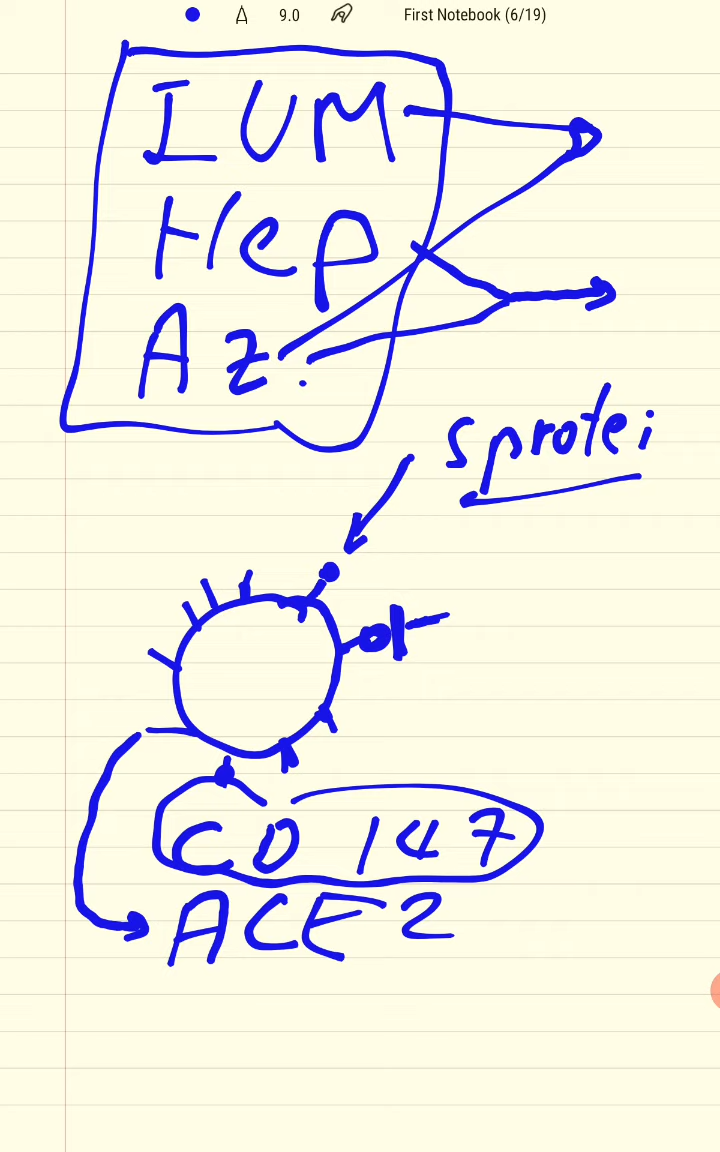 9.0 First Notebook (6/19)
IUM
Hep
Az.
sprotei
CD 147
ACE2